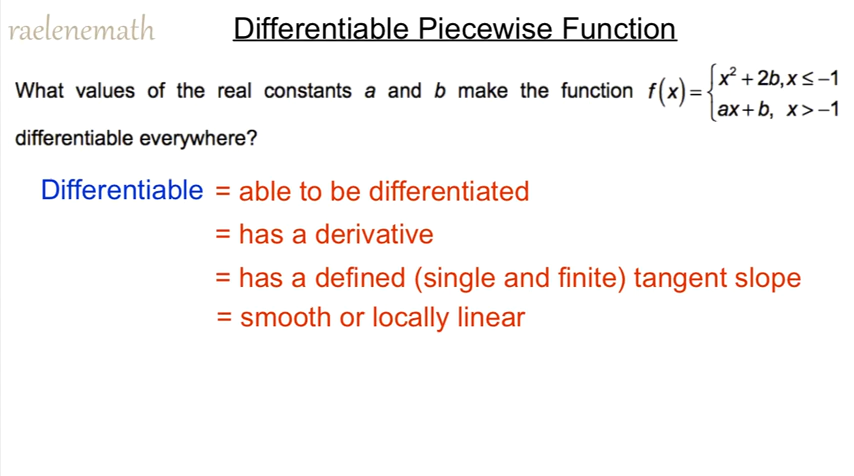 raelenemath
Differentiable Piecewise Function
What values of the real constants a and b make the function f(x) = { x² + 2b, x ≤ −1
ax + b, x > −1
differentiable everywhere?
Differentiable = able to be differentiated
= has a derivative
= has a defined (single and finite) tangent slope
= smooth or locally linear